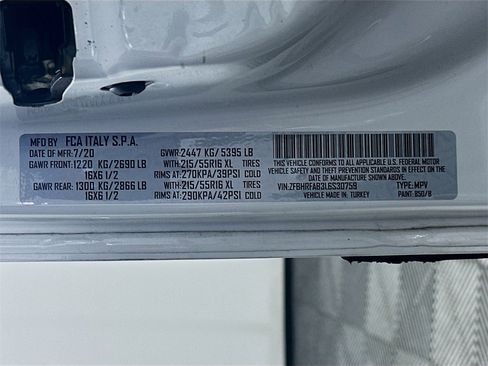 MFD BY FCA ITALY S.P.A.
DATE OF MFR 7/20 GVWR: 2447 KG/5395 LB
GAWR FRONT: 1220 KG/2690 LB WITH: 215/55R16 XL TIRES
16X6 1/2 RIMS AT: 270KPA/39PSI
GAWR REAR: 1300 KG/2866 LB WITH: 215/55R16 XL TIRES
16X6 1/2 RIMS AT: 290KPA/42PSI
THIS VEHICLE CONFORMS TO ALL APPLICABLE U.S. FEDERAL MOTOR
VEHICLE SAFETY AND THEFT PREVENTION STANDARDS IN EFFECT ON
THE DATE OF MANUFACTURE SHOWN ABOVE.
VIN: ZFBHRFAB3L6S30759 TYPE: MPV
VEHICLE MADE IN: TURKEY PAINT: 850/B